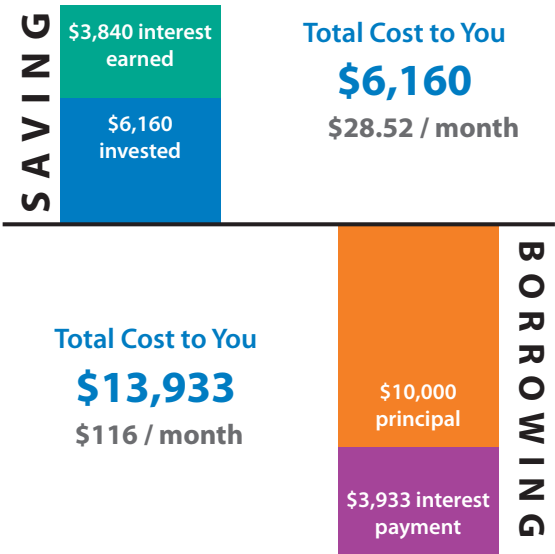 SAVING
$3,840 interest
earned
$6,160
invested
Total Cost to You
$6,160
$28.52 / month
Total Cost to You
$13,933
$116 / month
$10,000
principal
$3,933 interest
payment
BORROWING